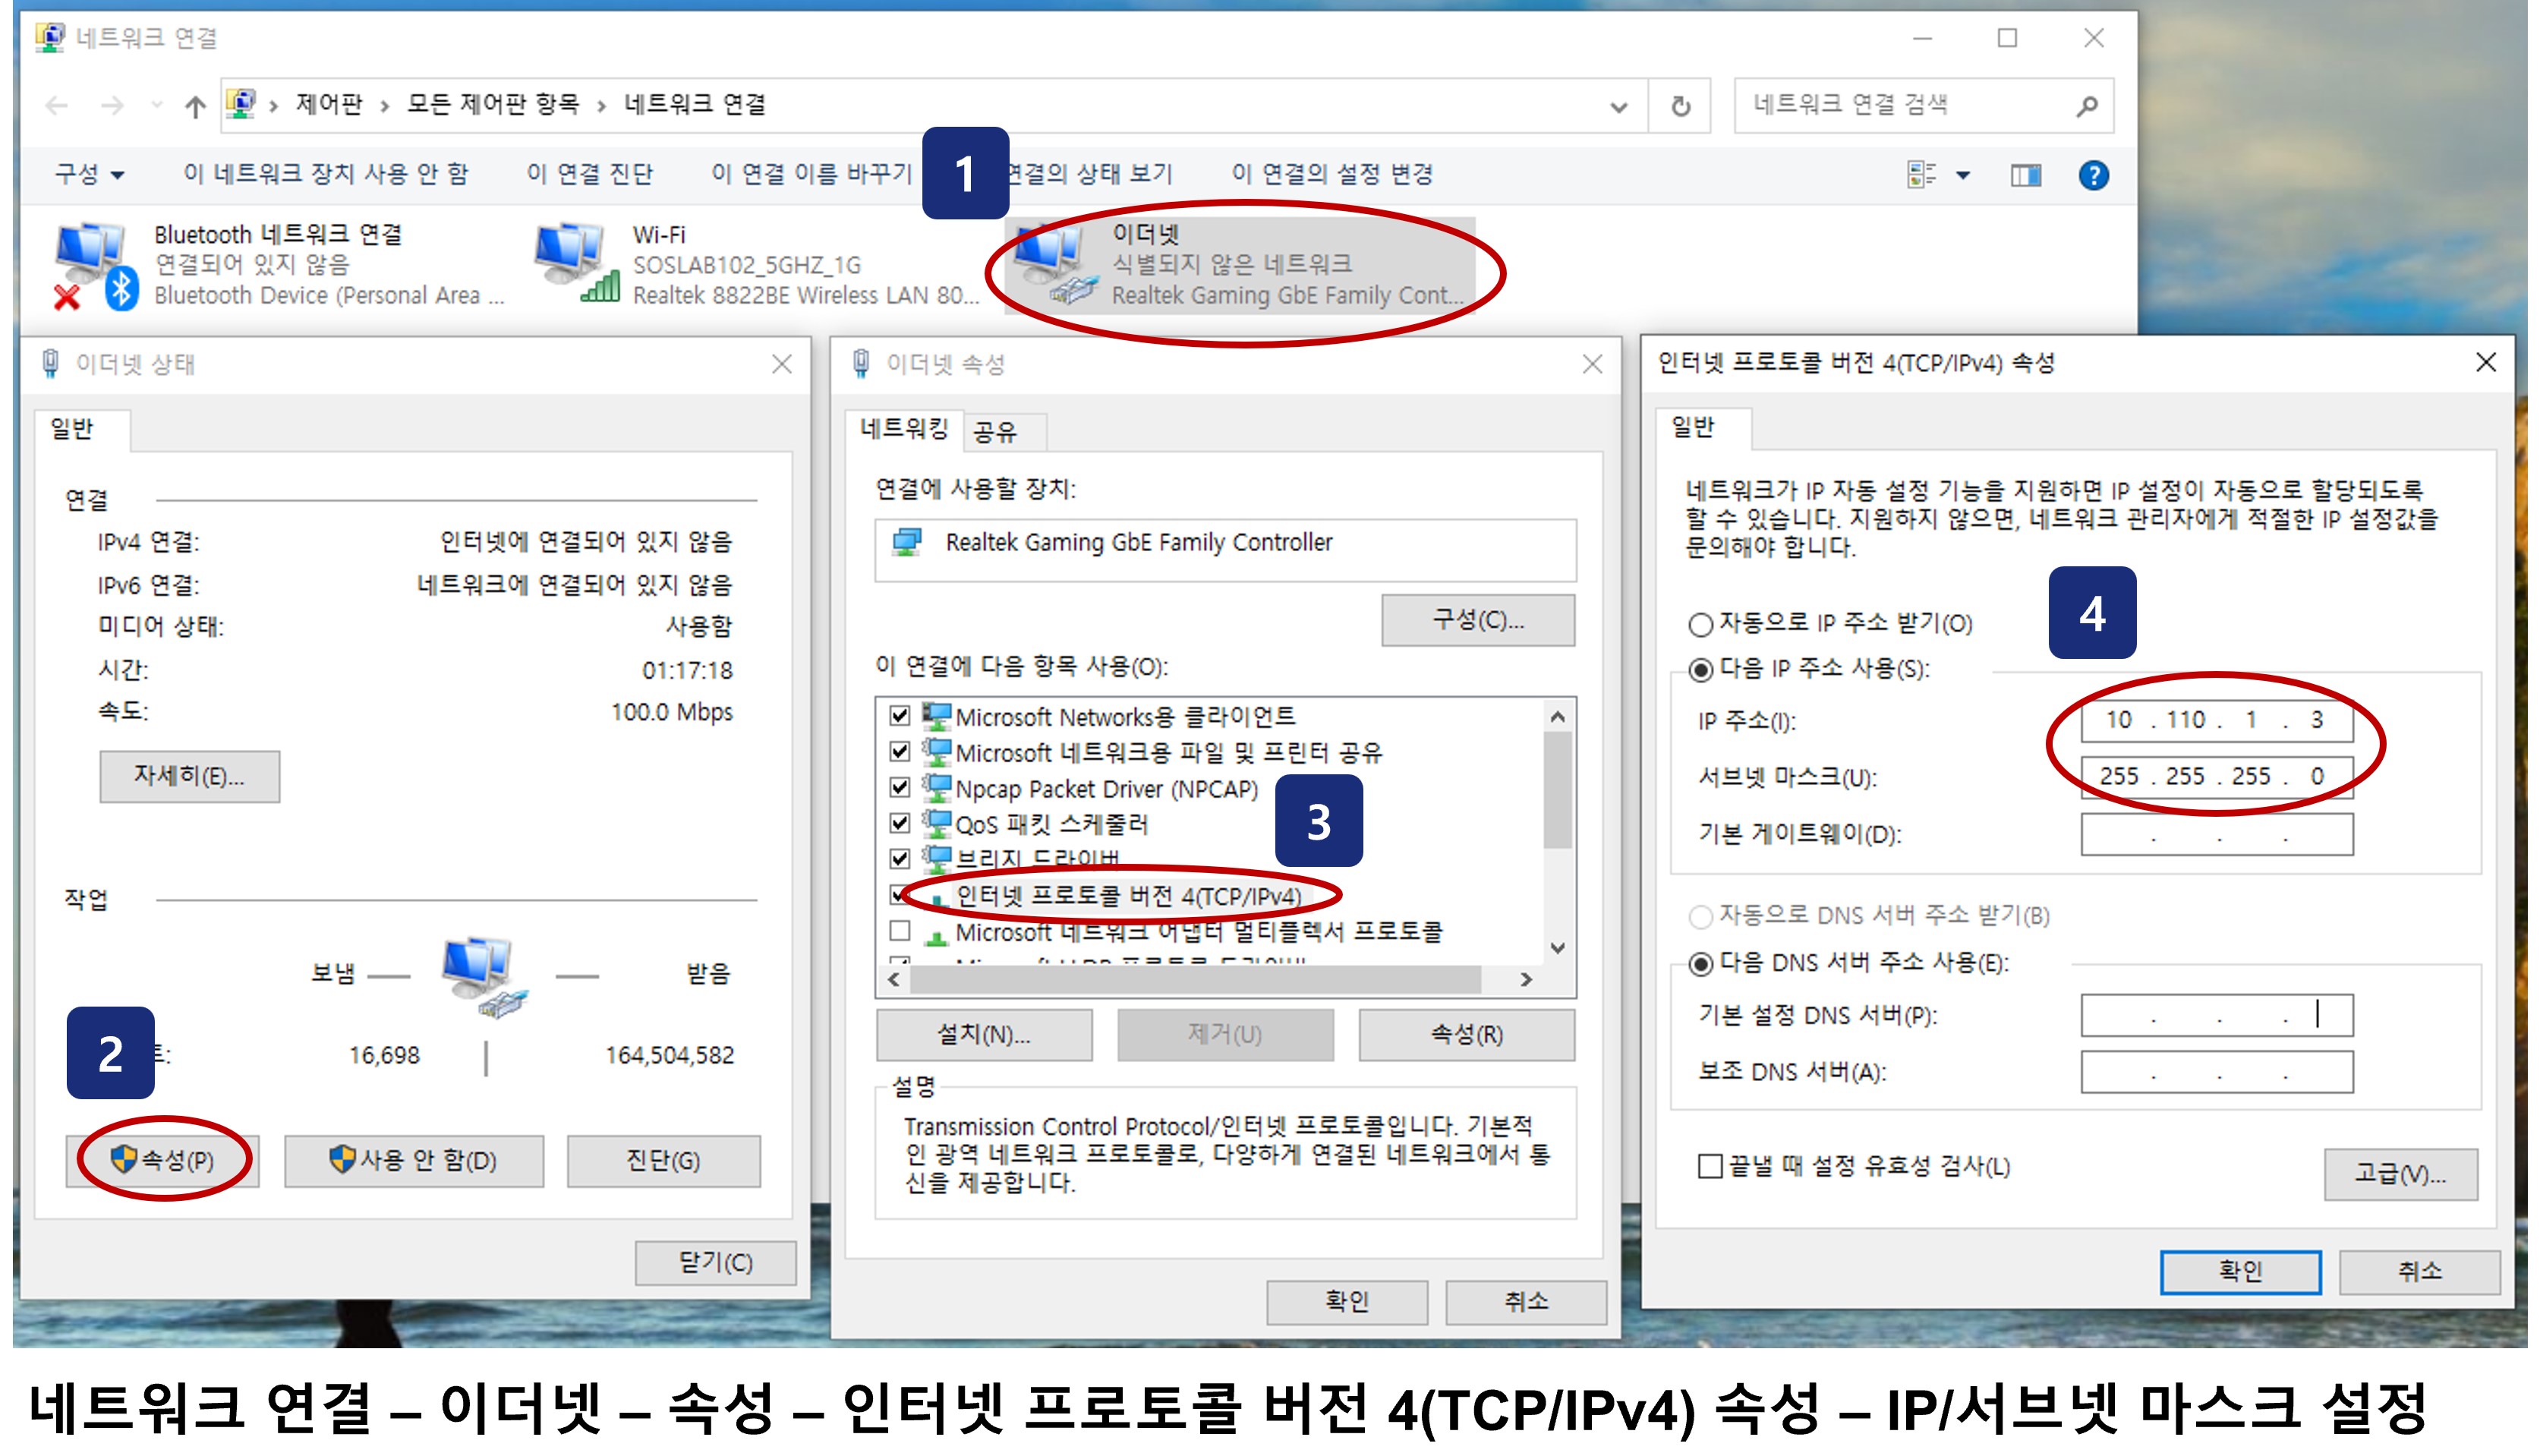 네트워크 연결
제어판 › 모든 제어판 항목 › 네트워크 연결
네트워크 연결 검색
구성
이 네트워크 장치 사용 안 함
이 연결 진단
이 연결 이름 바꾸기
1
연결의 상태 보기
이 연결의 설정 변경
Bluetooth 네트워크 연결
연결되어 있지 않음
Bluetooth Device (Personal Area ...
Wi-Fi
SOSLAB102_5GHZ_1G
Realtek 8822BE Wireless LAN 80...
이더넷
식별되지 않은 네트워크
Realtek Gaming GbE Family Cont...
이더넷 상태
일반
연결
IPv4 연결: 인터넷에 연결되어 있지 않음
IPv6 연결: 네트워크에 연결되어 있지 않음
미디어 상태: 사용함
시간: 01:17:18
속도: 100.0 Mbps
자세히(E)...
작업
보냄 — — 받음
2
트: 16,698 | 164,504,582
속성(P)
사용 안 함(D)
진단(G)
닫기(C)
이더넷 속성
네트워킹
공유
연결에 사용할 장치:
Realtek Gaming GbE Family Controller
구성(C)...
이 연결에 다음 항목 사용(O):
Microsoft Networks용 클라이언트
Microsoft 네트워크용 파일 및 프린터 공유
Npcap Packet Driver (NPCAP)
QoS 패킷 스케줄러
3
브리지 드라이버
인터넷 프로토콜 버전 4(TCP/IPv4)
Microsoft 네트워크 어댑터 멀티플렉서 프로토콜
Microsoft LLDP 프로토콜 드라이버
설치(N)...
제거(U)
속성(R)
설명
Transmission Control Protocol/인터넷 프로토콜입니다. 기본적
인 광역 네트워크 프로토콜로, 다양하게 연결된 네트워크에서 통
신을 제공합니다.
확인
취소
인터넷 프로토콜 버전 4(TCP/IPv4) 속성
일반
네트워크가 IP 자동 설정 기능을 지원하면 IP 설정이 자동으로 할당되도록
할 수 있습니다. 지원하지 않으면, 네트워크 관리자에게 적절한 IP 설정값을
문의해야 합니다.
4
자동으로 IP 주소 받기(O)
다음 IP 주소 사용(S):
IP 주소(I): 10 . 110 . 1 . 3
서브넷 마스크(U): 255 . 255 . 255 . 0
기본 게이트웨이(D): . . .
자동으로 DNS 서버 주소 받기(B)
다음 DNS 서버 주소 사용(E):
기본 설정 DNS 서버(P): . . .
보조 DNS 서버(A): . . .
끝낼 때 설정 유효성 검사(L)
고급(V)...
확인
취소
네트워크 연결 – 이더넷 – 속성 – 인터넷 프로토콜 버전 4(TCP/IPv4) 속성 – IP/서브넷 마스크 설정